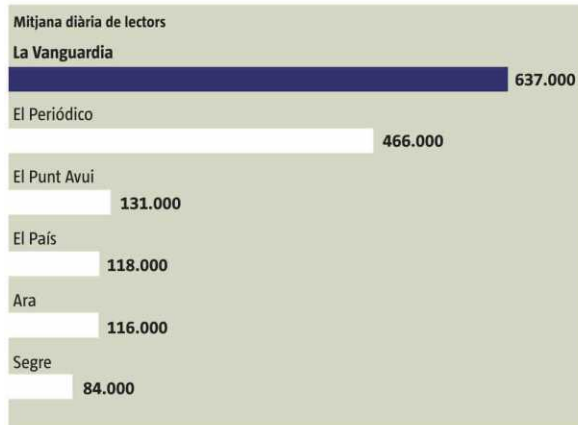 Mitjana diària de lectors
La Vanguardia
637.000
El Periódico
466.000
El Punt Avui
131.000
El País
118.000
Ara
116.000
Segre
84.000